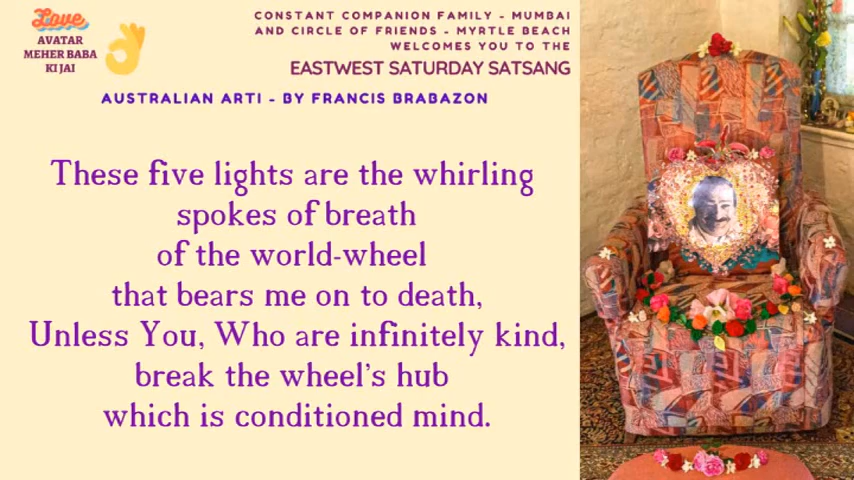 Love
AVATAR
MEHER BABA
KI JAI
CONSTANT COMPANION FAMILY - MUMBAI
AND CIRCLE OF FRIENDS - MYRTLE BEACH
WELCOMES YOU TO THE
EASTWEST SATURDAY SATSANG
AUSTRALIAN ARTI - BY FRANCIS BRABAZON
These five lights are the whirling
spokes of breath
of the world-wheel
that bears me on to death,
Unless You, Who are infinitely kind,
break the wheel's hub
which is conditioned mind.